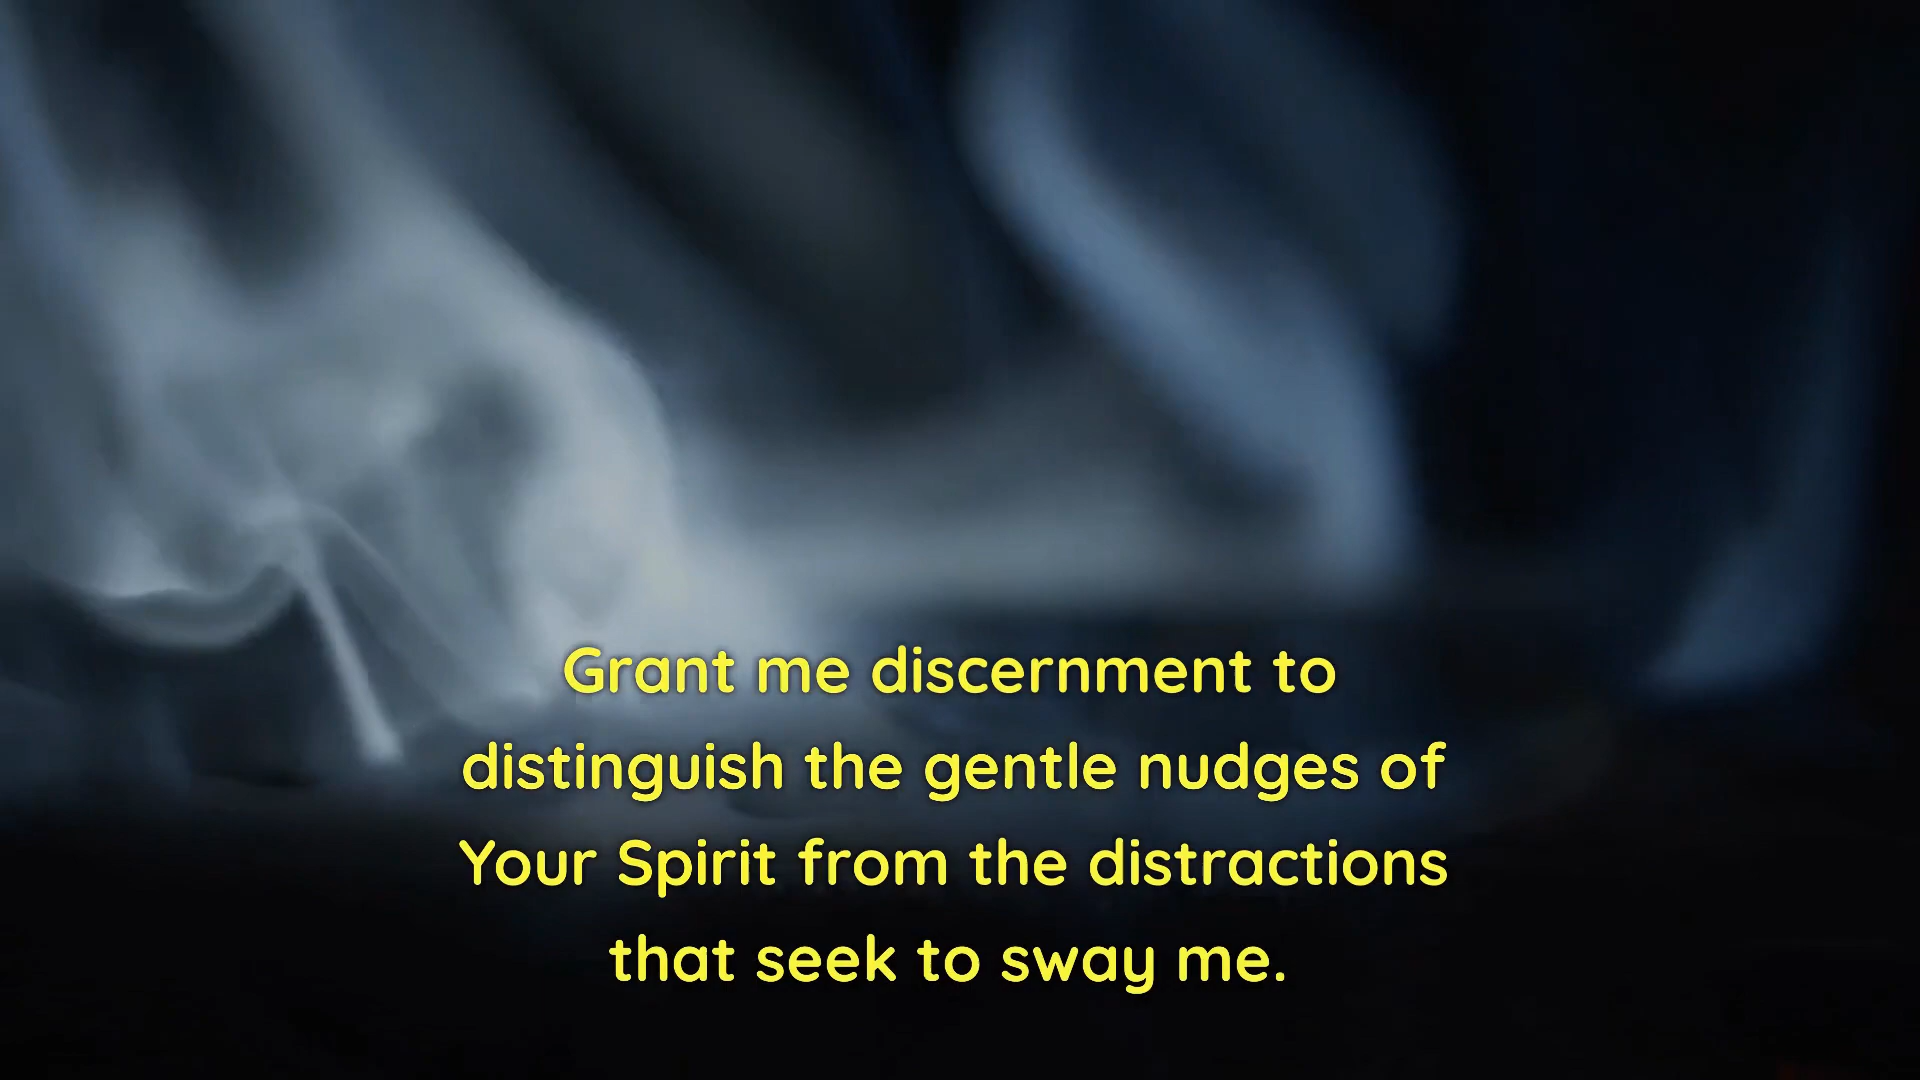 Grant me discernment to
distinguish the gentle nudges of
Your Spirit from the distractions
that seek to sway me.